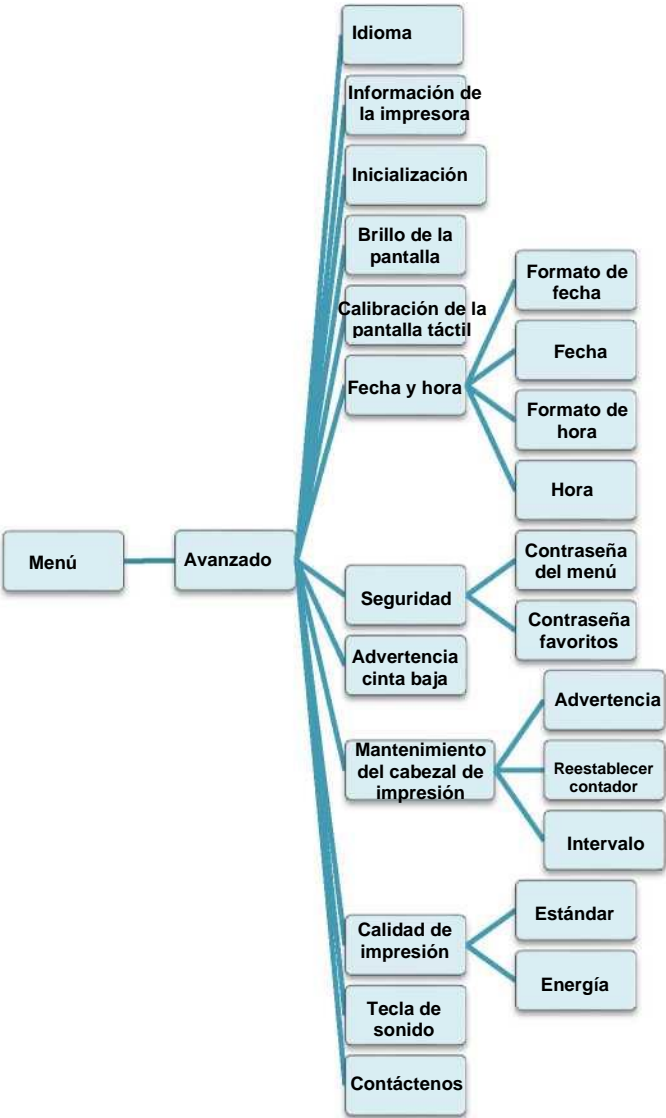 Idioma
Información de
la impresora
Inicialización
Brillo de la
pantalla
Calibración de la
pantalla táctil
Fecha y hora
Formato de
fecha
Fecha
Formato de
hora
Hora
Menú
Avanzado
Seguridad
Contraseña
del menú
Contraseña
favoritos
Advertencia
cinta baja
Mantenimiento
del cabezal de
impresión
Advertencia
Reestablecer
contador
Intervalo
Calidad de
impresión
Estándar
Energía
Tecla de
sonido
Contáctenos